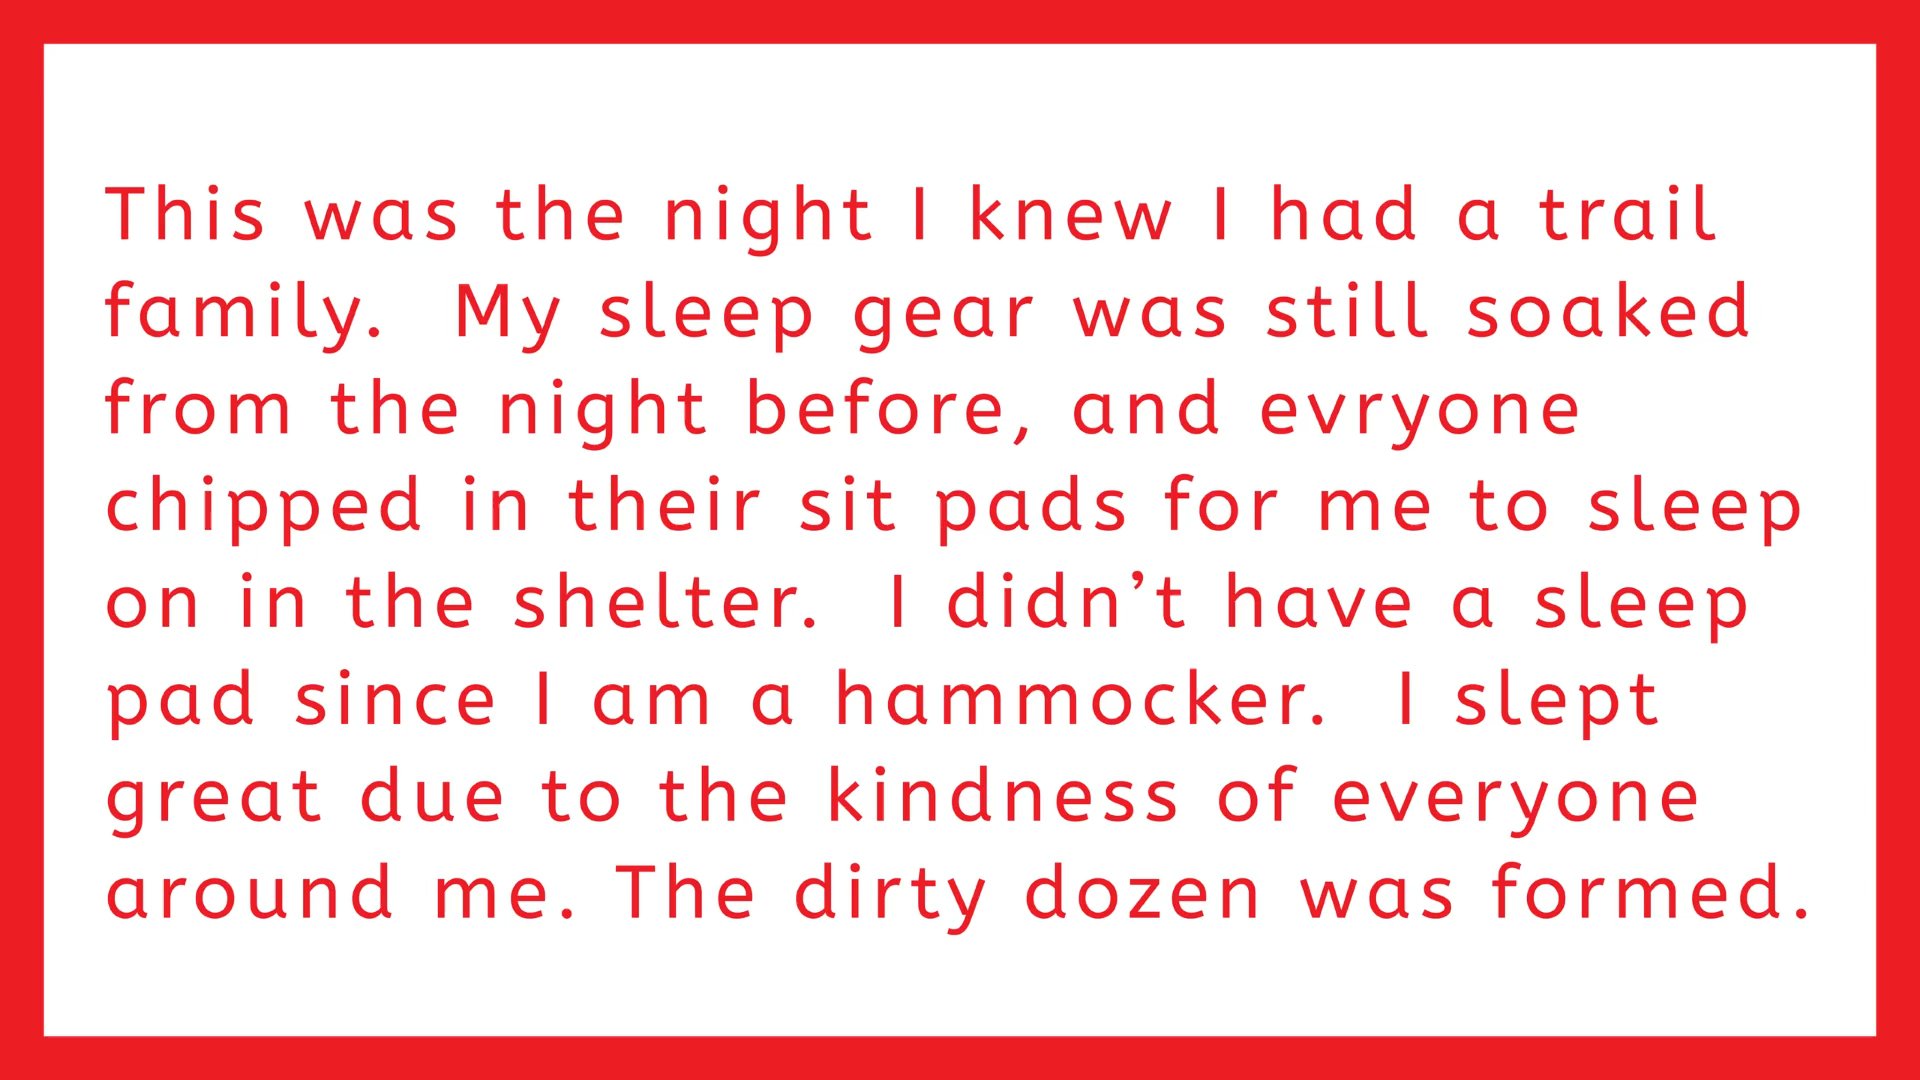 This was the night I knew I had a trail
family.  My sleep gear was still soaked
from the night before, and evryone
chipped in their sit pads for me to sleep
on in the shelter.  I didn’t have a sleep
pad since I am a hammocker.  I slept
great due to the kindness of everyone
around me. The dirty dozen was formed.